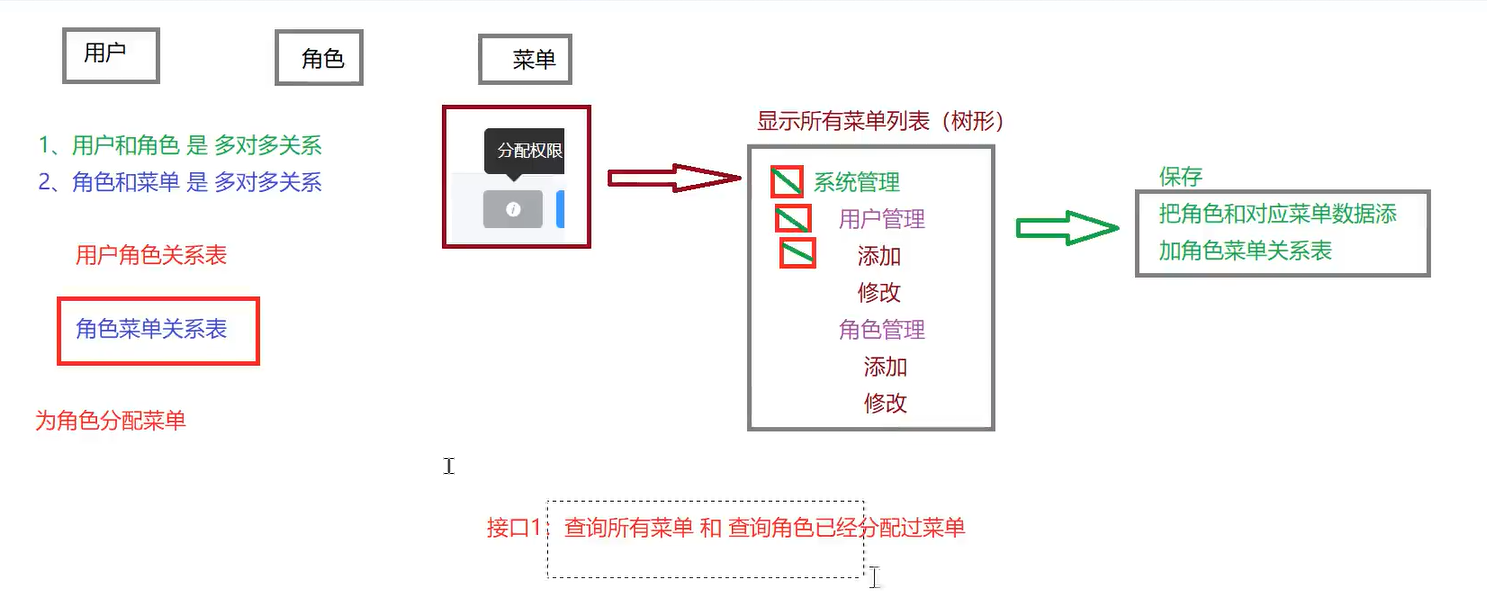 用户
角色
菜单
1、用户和角色 是 多对多关系
2、角色和菜单 是 多对多关系
用户角色关系表
角色菜单关系表
为角色分配菜单
分配权限
显示所有菜单列表（树形）
系统管理
用户管理
添加
修改
角色管理
添加
修改
保存
把角色和对应菜单数据添
加角色菜单关系表
接口1：查询所有菜单 和 查询角色已经分配过菜单